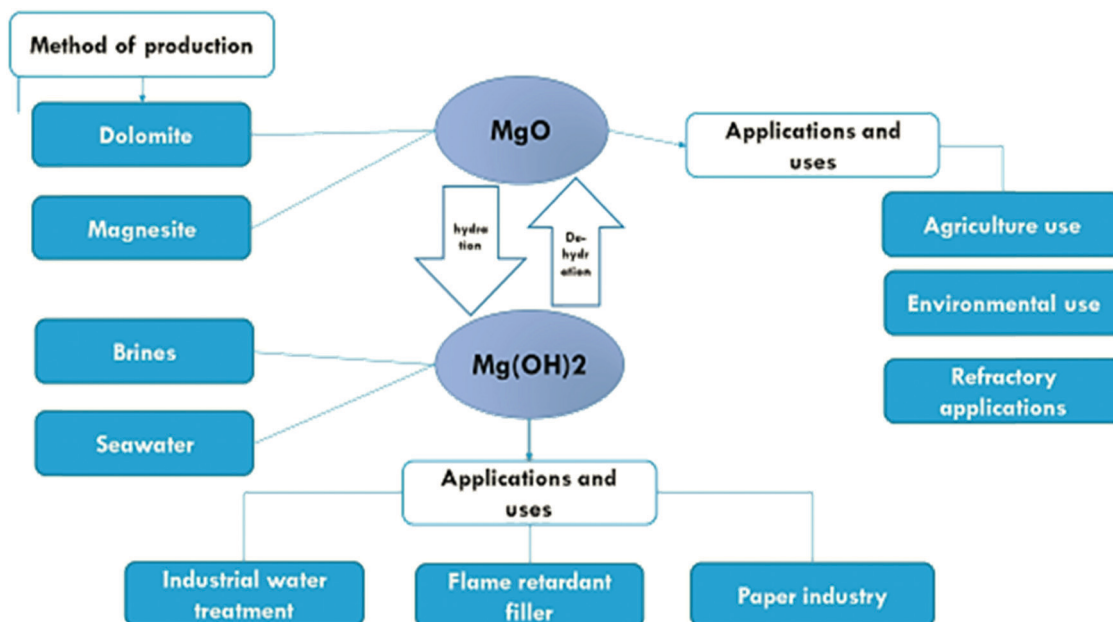 Method of production
Dolomite
Magnesite
Brines
Seawater
MgO
hydra
tion
De-
hydr
ation
Mg(OH)2
Applications and
uses
Agriculture use
Environmental use
Refractory
applications
Applications and
uses
Industrial water
treatment
Flame retardant
filler
Paper industry